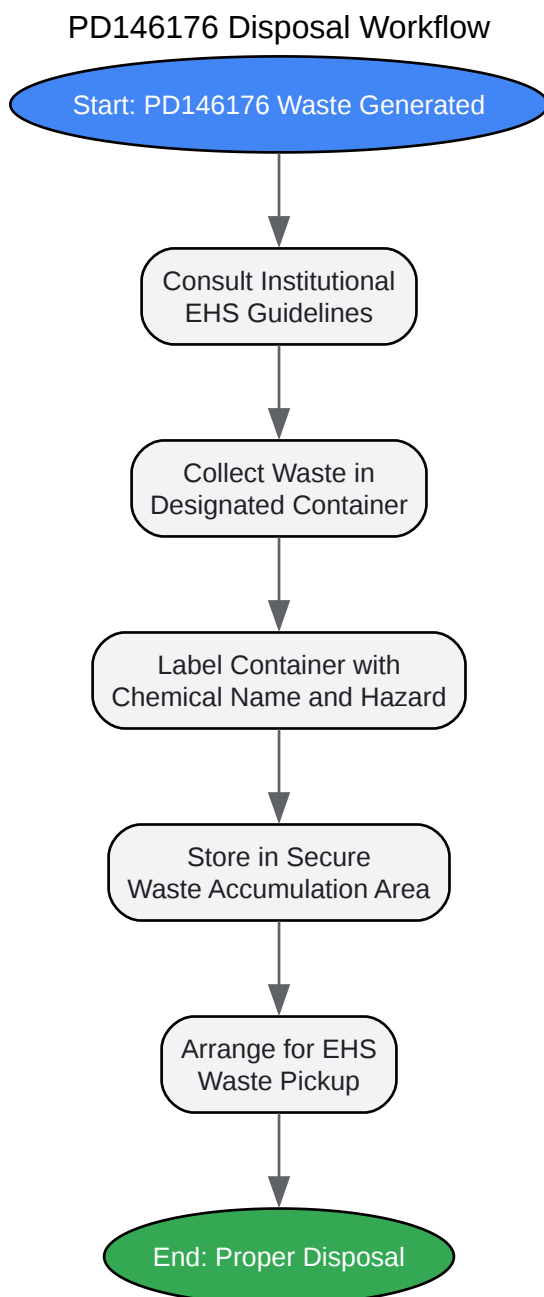 PD146176 Disposal Workflow
Start: PD146176 Waste Generated
Consult Institutional
EHS Guidelines
Collect Waste in
Designated Container
Label Container with
Chemical Name and Hazard
Store in Secure
Waste Accumulation Area
Arrange for EHS
Waste Pickup
End: Proper Disposal